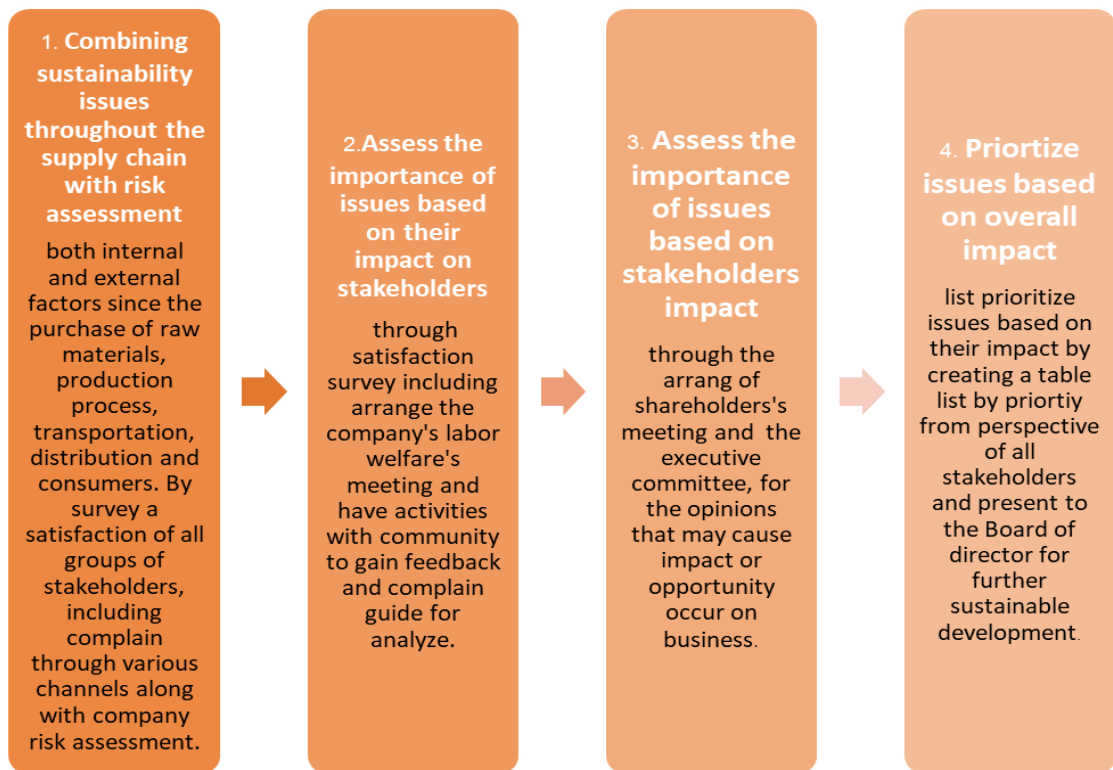 1. Combining
sustainability
issues
throughout the
supply chain
with risk
assessment
both internal
and external
factors since the
purchase of raw
materials,
production
process,
transportation,
distribution and
consumers. By
survey a
satisfaction of all
groups of
stakeholders,
including
complain
through various
channels along
with company
risk assessment.
2.Assess the
importance of
issues based
on their
impact on
stakeholders
through
satisfaction
survey including
arrange the
company's labor
welfare's
meeting and
have activities
with community
to gain feedback
and complain
guide for
analyze.
3. Assess the
importance
of issues
based on
stakeholders
impact
through the
arrang of
shareholders's
meeting and the
executive
committee, for
the opinions
that may cause
impact or
opportunity
occur on
business.
4. Priortize
issues based
on overall
impact
list prioritize
issues based on
their impact by
creating a table
list by priortiy
from perspective
of all
stakeholders
and present to
the Board of
director for
further
sustainable
development.